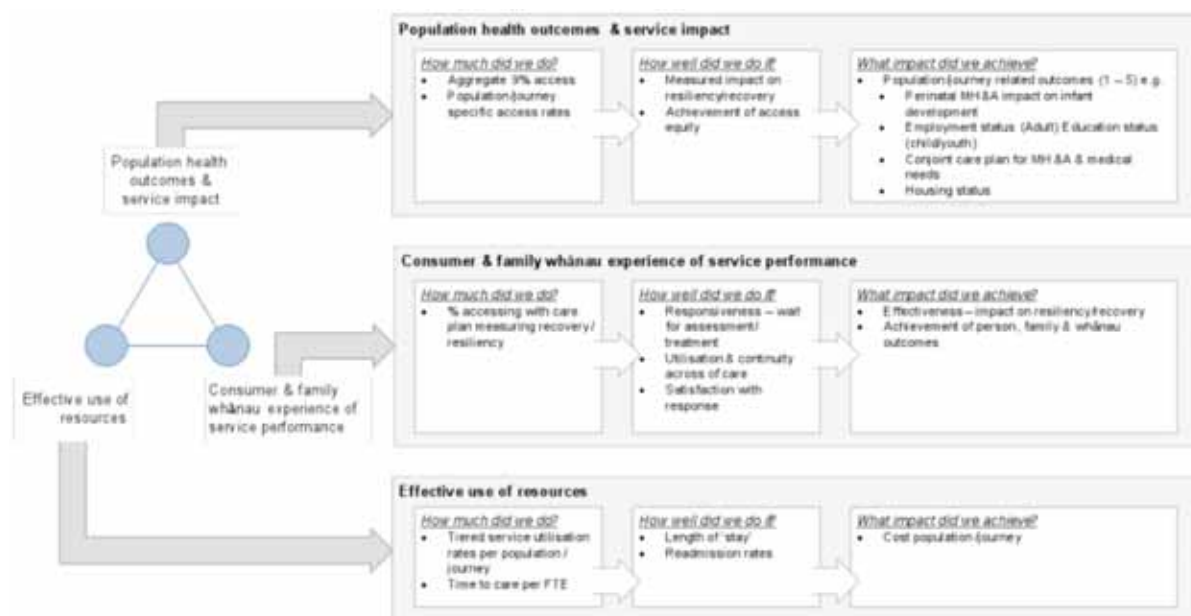 Population health outcomes & service impact
How much did we do?
• Aggregate 9% access
• Population/journey
specific access rates
How well did we do it?
• Measured impact on
resiliency/recovery
• Achievement of access
equity
What impact did we achieve?
• Population/journey related outcomes (1 – 5) e.g.
• Perinatal MH&A impact on infant
development
• Employment status (Adult) Education status
(child/youth)
• Conjoint care plan for MH&A & medical
needs
• Housing status
Population health
outcomes &
service impact
Effective use of
resources
Consumer & family
whānau experience of
service performance
Consumer & family whānau experience of service performance
How much did we do?
• % accessing with care
plan measuring recovery/
resiliency
How well did we do it?
• Responsiveness – wait
for assessment/
treatment
• Utilisation & continuity
across of care
• Satisfaction with
response
What impact did we achieve?
• Effectiveness – impact on resiliency/recovery
• Achievement of person, family & whānau
outcomes
Effective use of resources
How much did we do?
• Tiered service utilisation
rates per population /
journey
• Time to care per FTE
How well did we do it?
• Length of 'stay'
• Readmission rates
What impact did we achieve?
• Cost population/journey